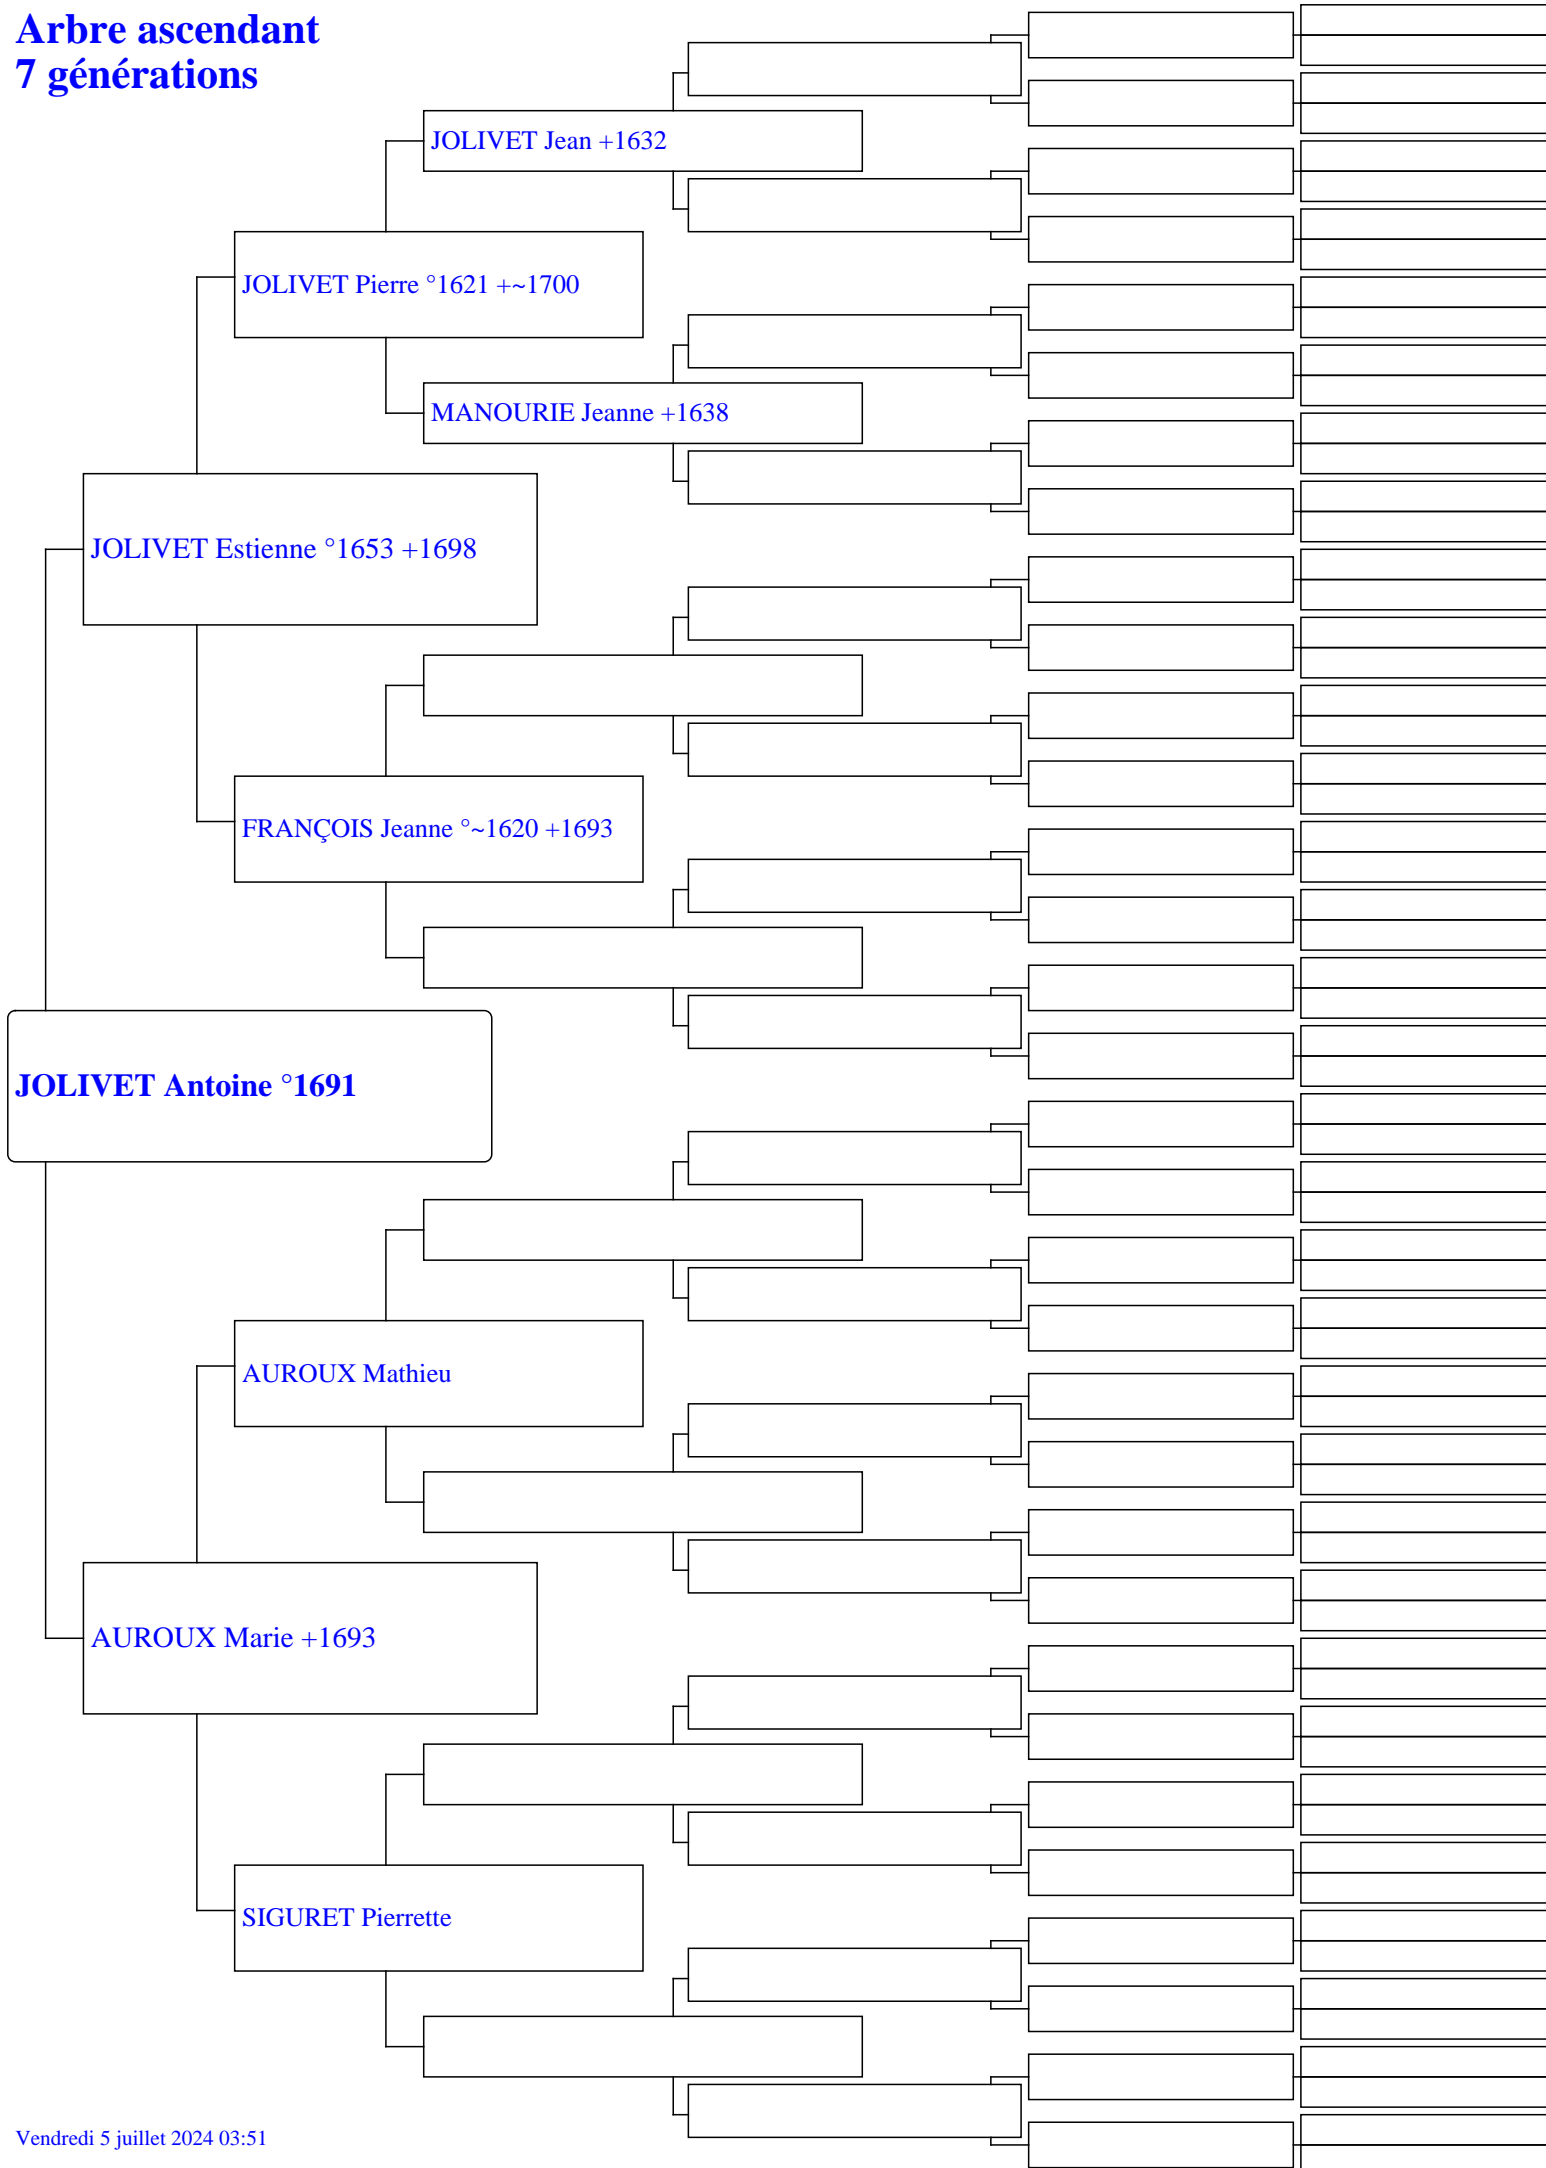 Arbre ascendant
7 générations
JOLIVET Jean +1632
JOLIVET Pierre °1621 +~1700
MANOURIE Jeanne +1638
JOLIVET Estienne °1653 +1698
FRANÇOIS Jeanne °~1620 +1693
JOLIVET Antoine °1691
AUROUX Mathieu
AUROUX Marie +1693
SIGURET Pierrette
Vendredi 5 juillet 2024 03:51